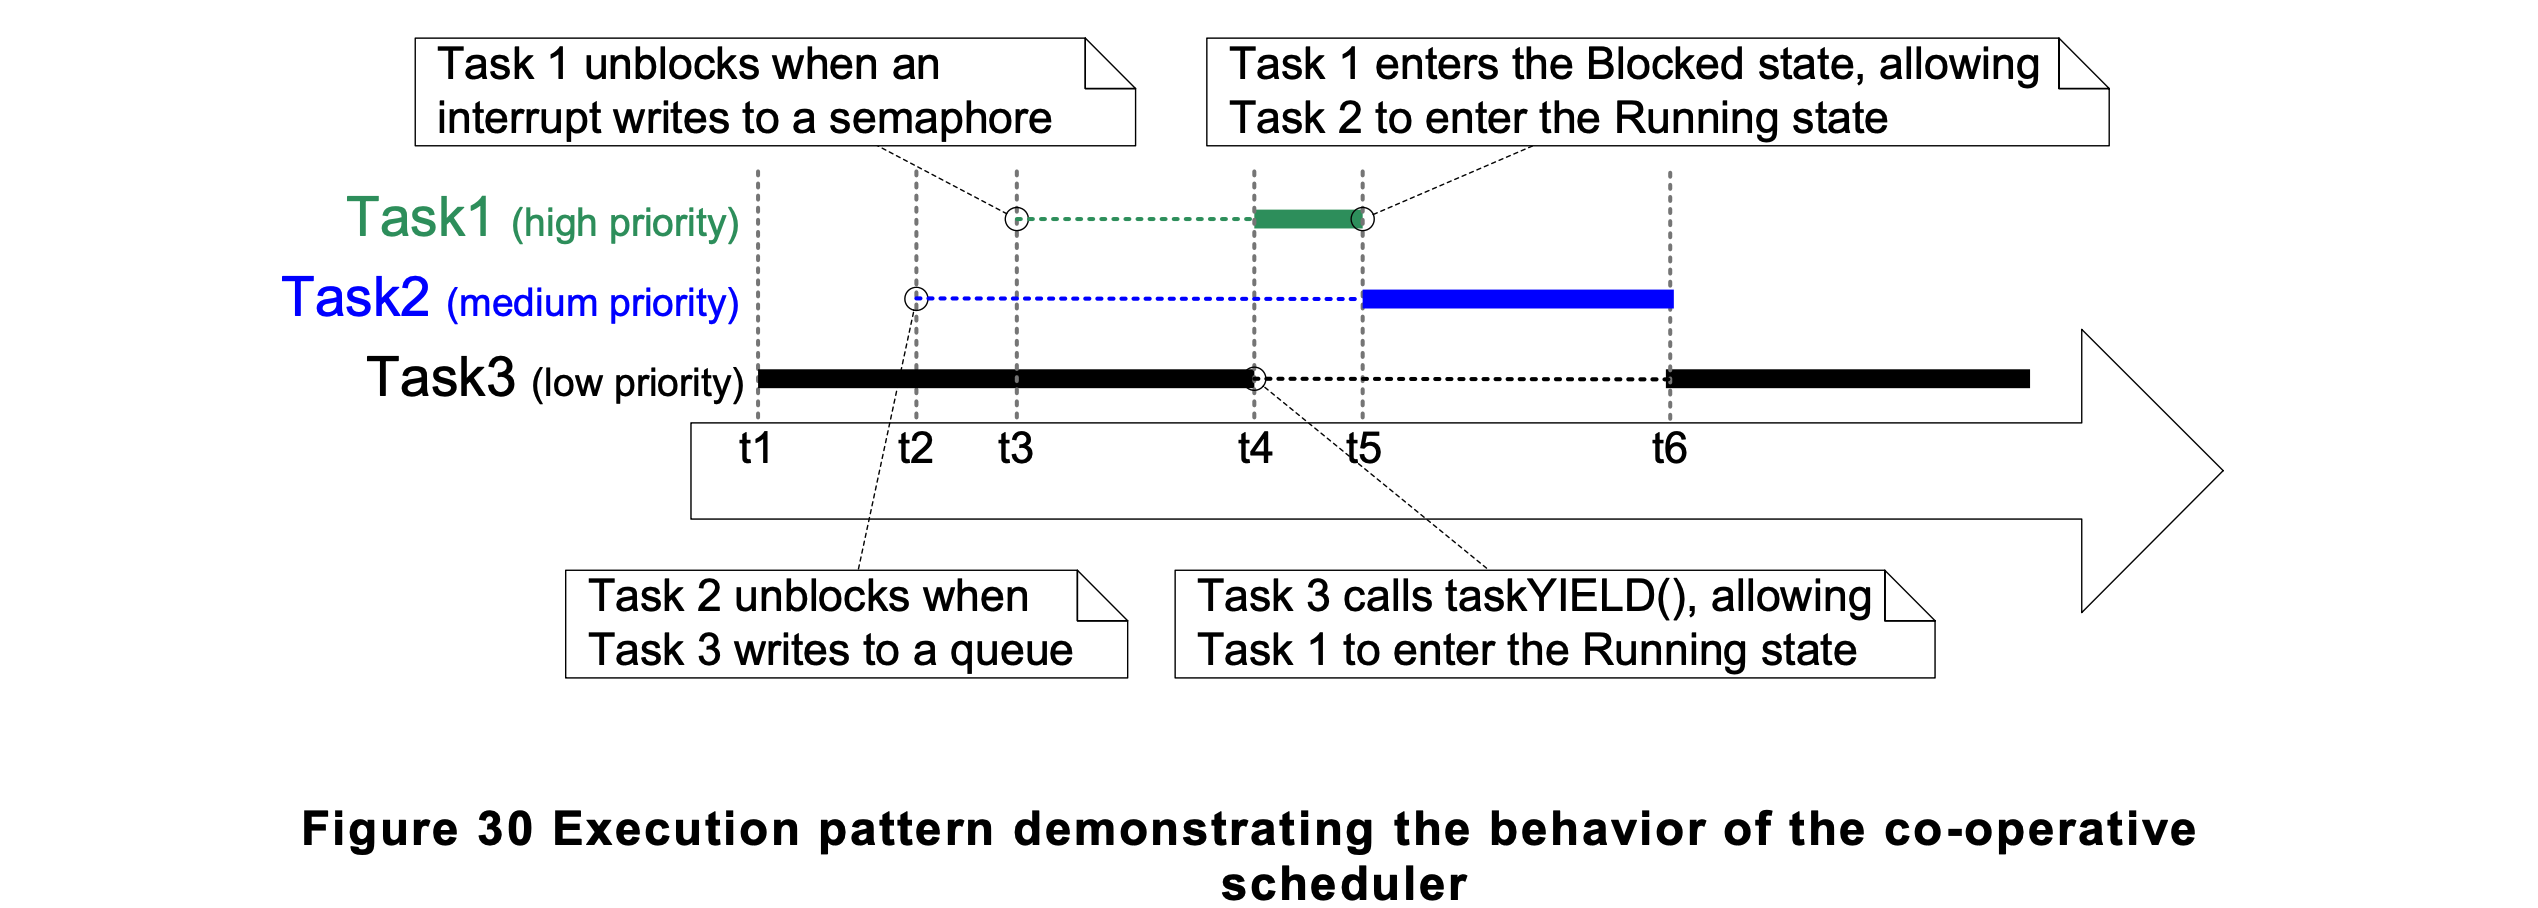 Task 1 unblocks when an
interrupt writes to a semaphore
Task 1 enters the Blocked state, allowing
Task 2 to enter the Running state
Task1 (high priority)
Task2 (medium priority)
Task3 (low priority)
t1 t2 t3 t4 t5 t6
Task 2 unblocks when
Task 3 writes to a queue
Task 3 calls taskYIELD(), allowing
Task 1 to enter the Running state
Figure 30 Execution pattern demonstrating the behavior of the co-operative
scheduler